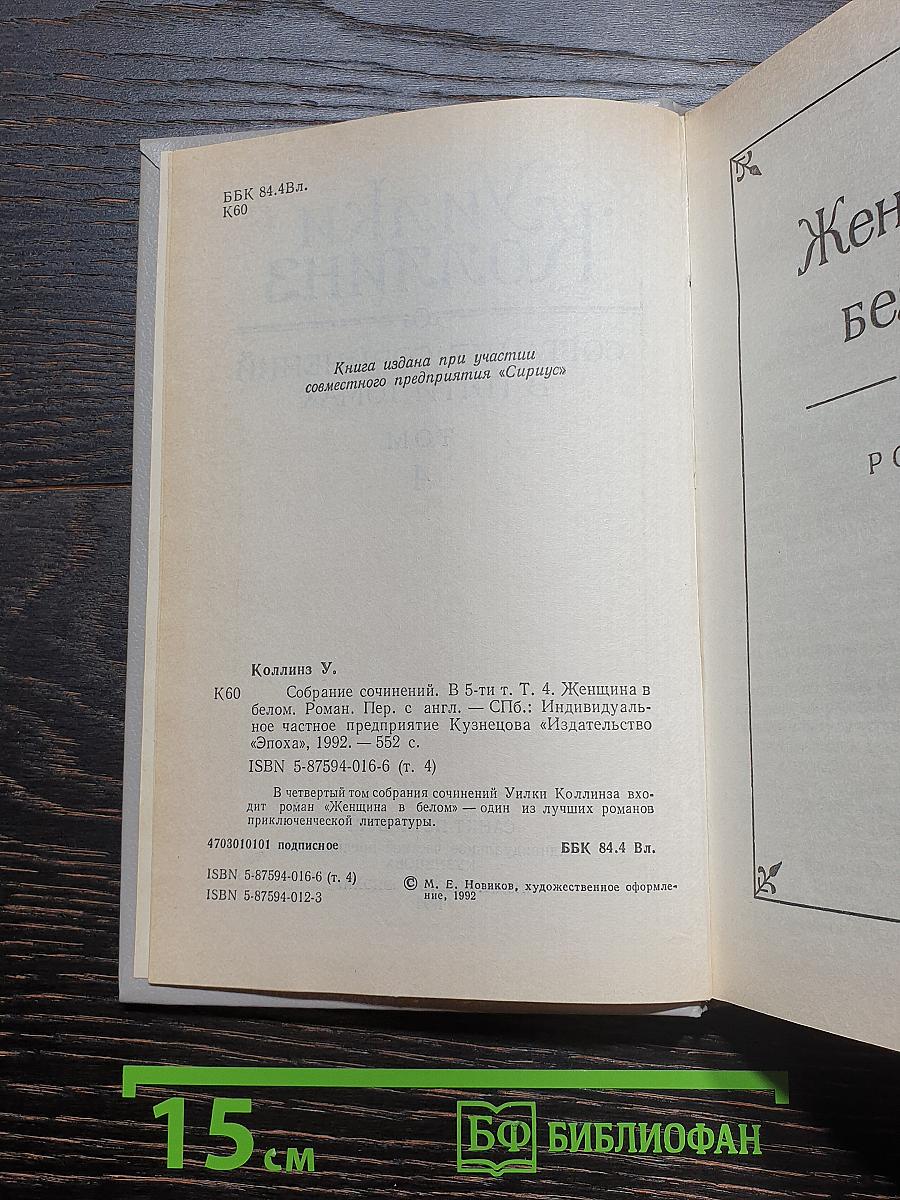 ББК 84.4Вл.
К60
Книга издана при участии
совместного предприятия «Сириус»
Коллинз У.
К60 Собрание сочинений. В 5-ти т. Т. 4. Женщина в
белом. Роман. Пер. с англ. — СПб.: Индивидуаль-
ное частное предприятие Кузнецова «Издательство
«Эпоха», 1992. — 552 с.
ISBN 5-87594-016-6 (т. 4)
В четвертый том собрания сочинений Уилки Коллинза вхо-
дит роман «Женщина в белом» — один из лучших романов
приключенческой литературы.
4703010101 подписное ББК 84.4 Вл.
ISBN 5-87594-016-6 (т. 4)
ISBN 5-87594-012-3
© М. Е. Новиков, художественное оформле-
ние, 1992
Жен
бел
РО
15 см
БФ БИБЛИОФАН